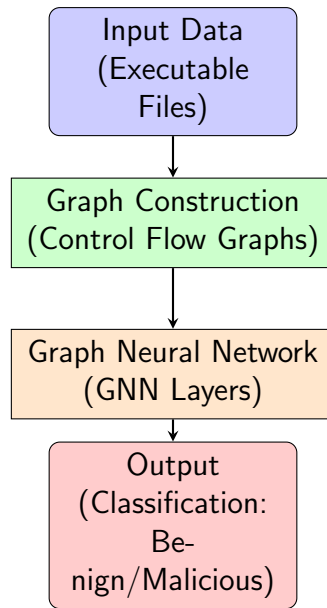 Input Data
(Executable
Files)
Graph Construction
(Control Flow Graphs)
Graph Neural Network
(GNN Layers)
Output
(Classification:
Be-
nign/Malicious)